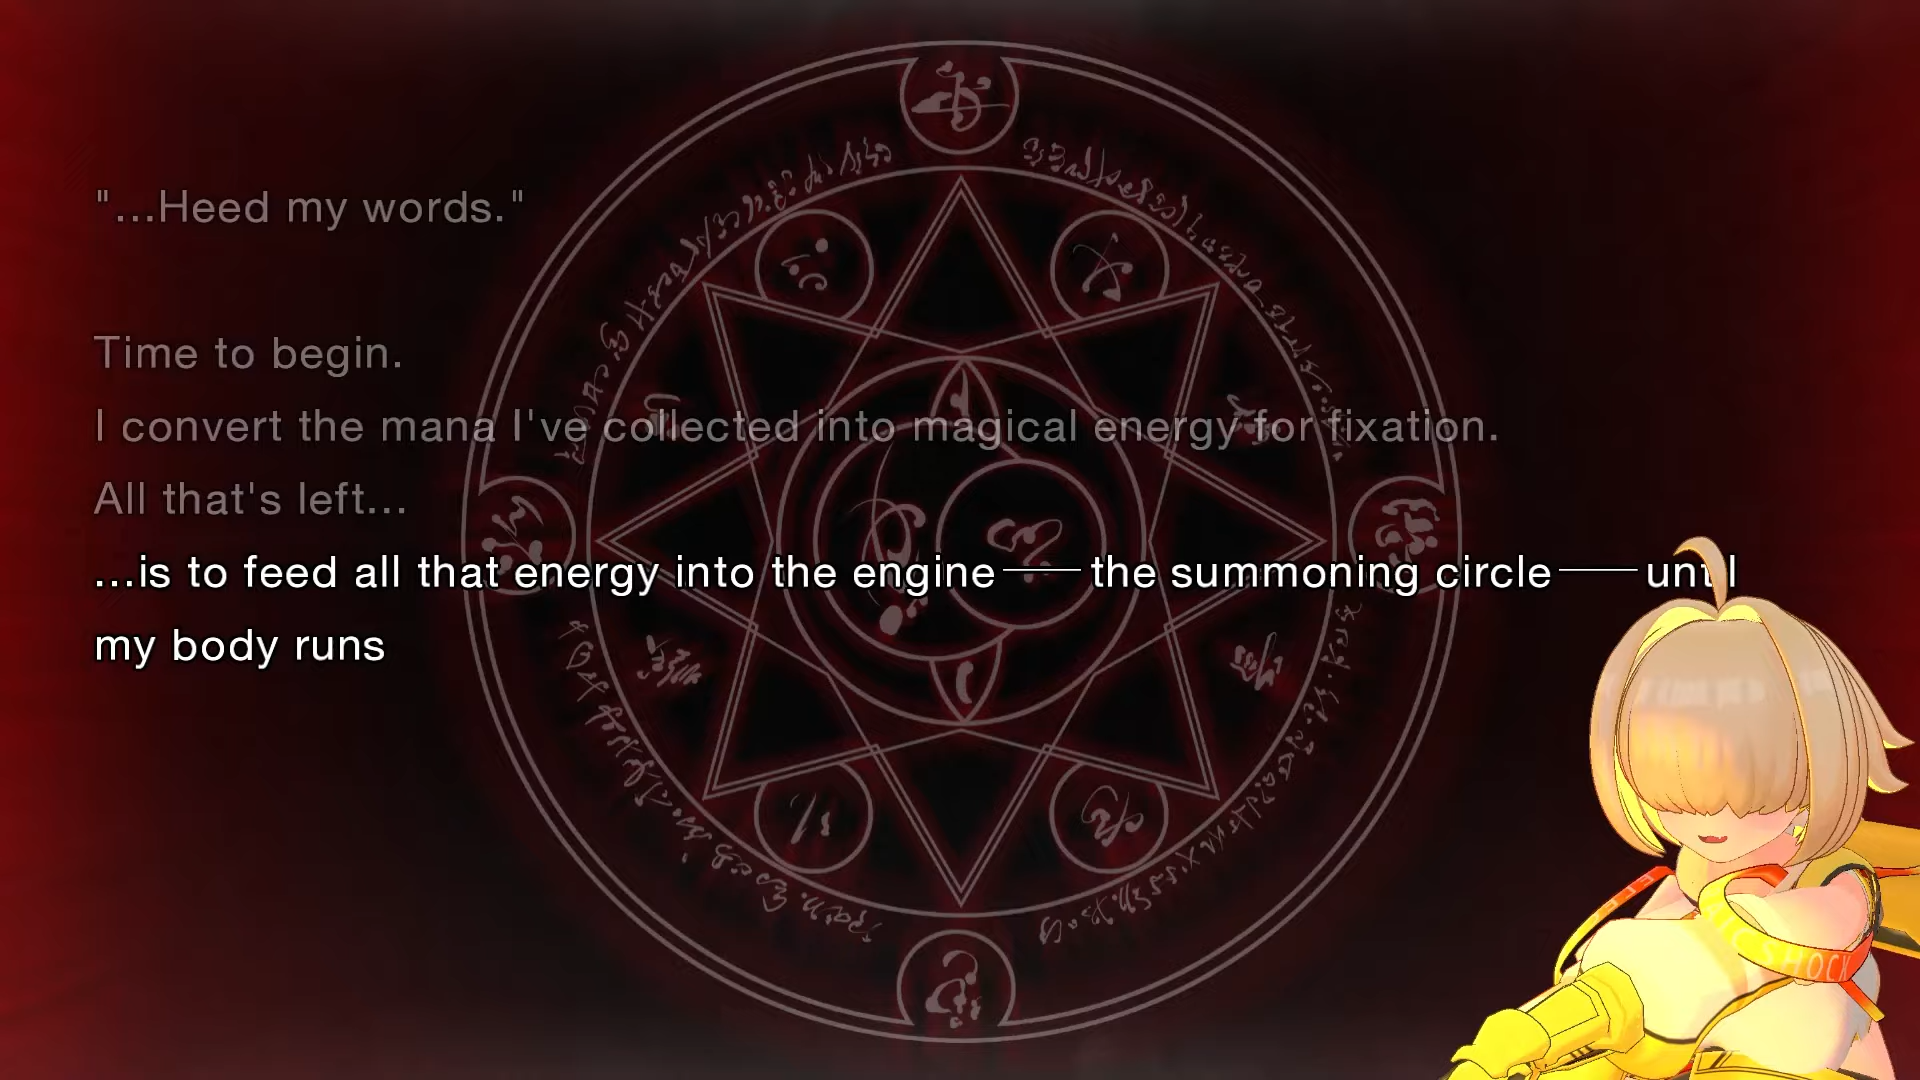 "...Heed my words."
Time to begin.
I convert the mana I've collected into magical energy for fixation.
All that's left...
...is to feed all that energy into the engine——the summoning circle——until
my body runs
SHOCK